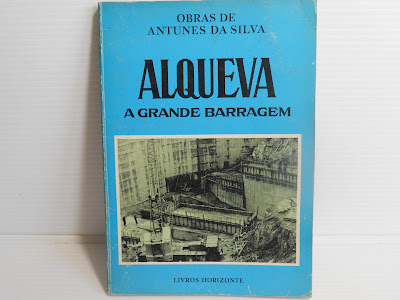 OBRAS DE
ANTUNES DA SILVA
ALQUEVA
A GRANDE BARRAGEM
LIVROS HORIZONTE